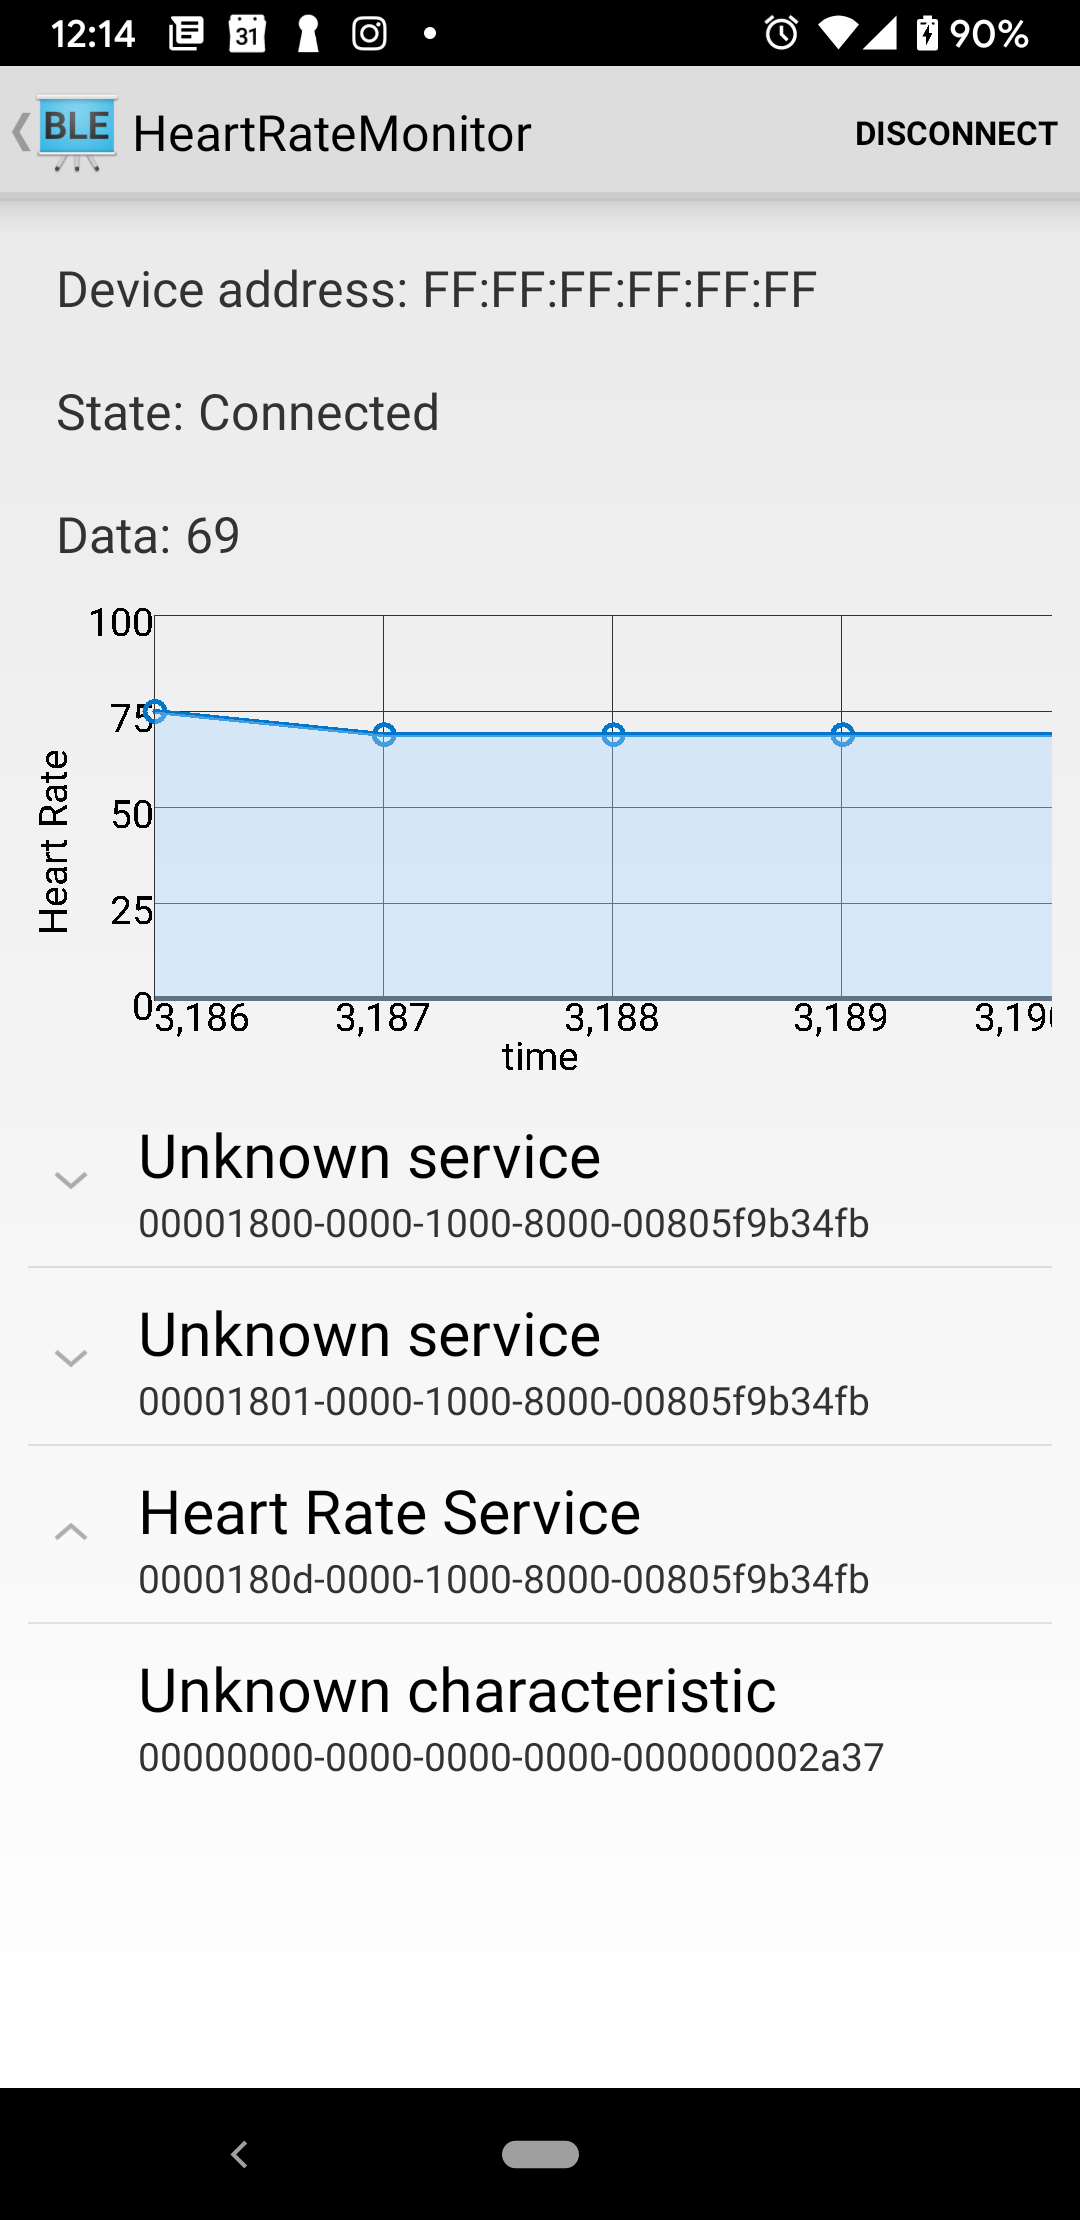 12:14 31 90%
BLE HeartRateMonitor DISCONNECT
Device address: FF:FF:FF:FF:FF:FF
State: Connected
Data: 69
100
75
50
25
0
Heart Rate
3,186 3,187 3,188 3,189 3,190
time
Unknown service
00001800-0000-1000-8000-00805f9b34fb
Unknown service
00001801-0000-1000-8000-00805f9b34fb
Heart Rate Service
0000180d-0000-1000-8000-00805f9b34fb
Unknown characteristic
00000000-0000-0000-0000-000000002a37